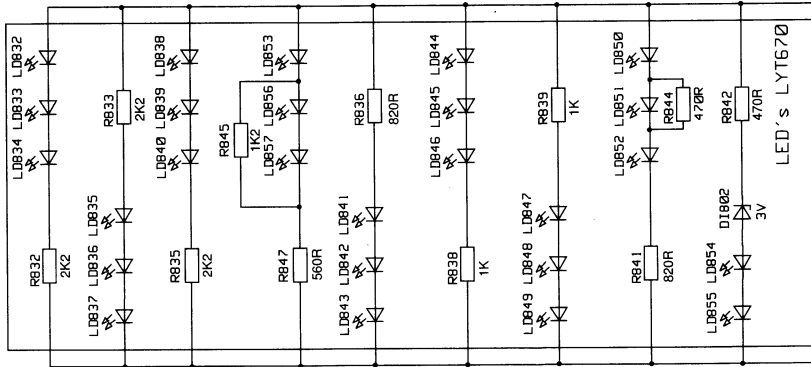 LD832
LD833
LD834
R832
2K2
R833
2K2
LD835
LD836
LD837
LD838
LD839
LD840
R835
2K2
LD853
LD856
LD857
R845
1K2
R847
560R
R836
820R
LD841
LD842
LD843
LD844
LD845
LD846
R838
1K
R839
1K
LD847
LD848
LD849
LD850
LD851
R844
470R
LD852
R841
820R
R842
470R
DI802
3V
LD854
LD855
LED's LYT670